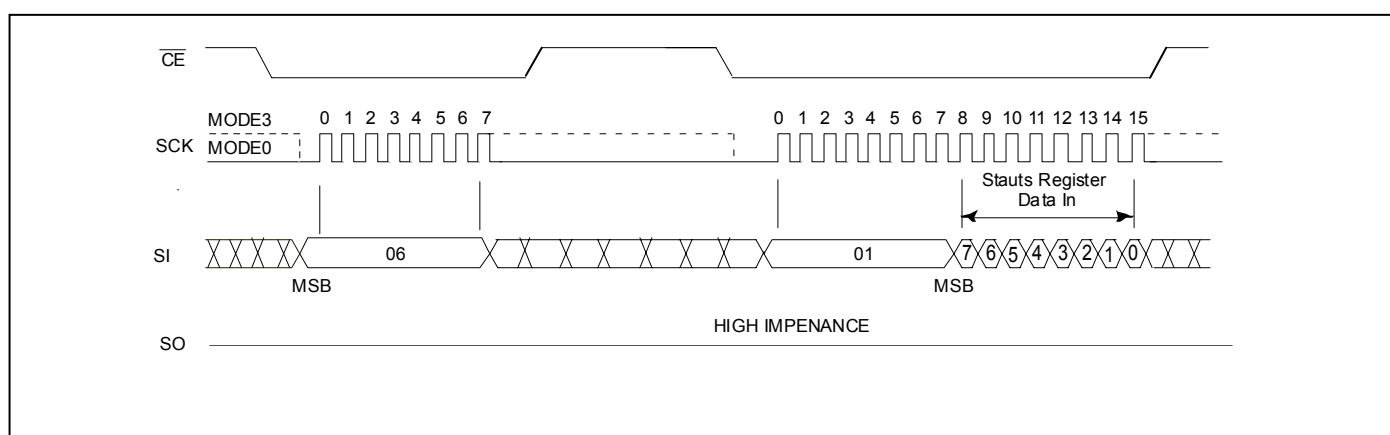 CE
MODE3
0 1 2 3 4 5 6 7
0 1 2 3 4 5 6 7 8 9 10 11 12 13 14 15
SCK
MODE0
Stauts Register
Data In
SI
06
01
7 6 5 4 3 2 1 0
MSB
MSB
HIGH IMPENANCE
SO